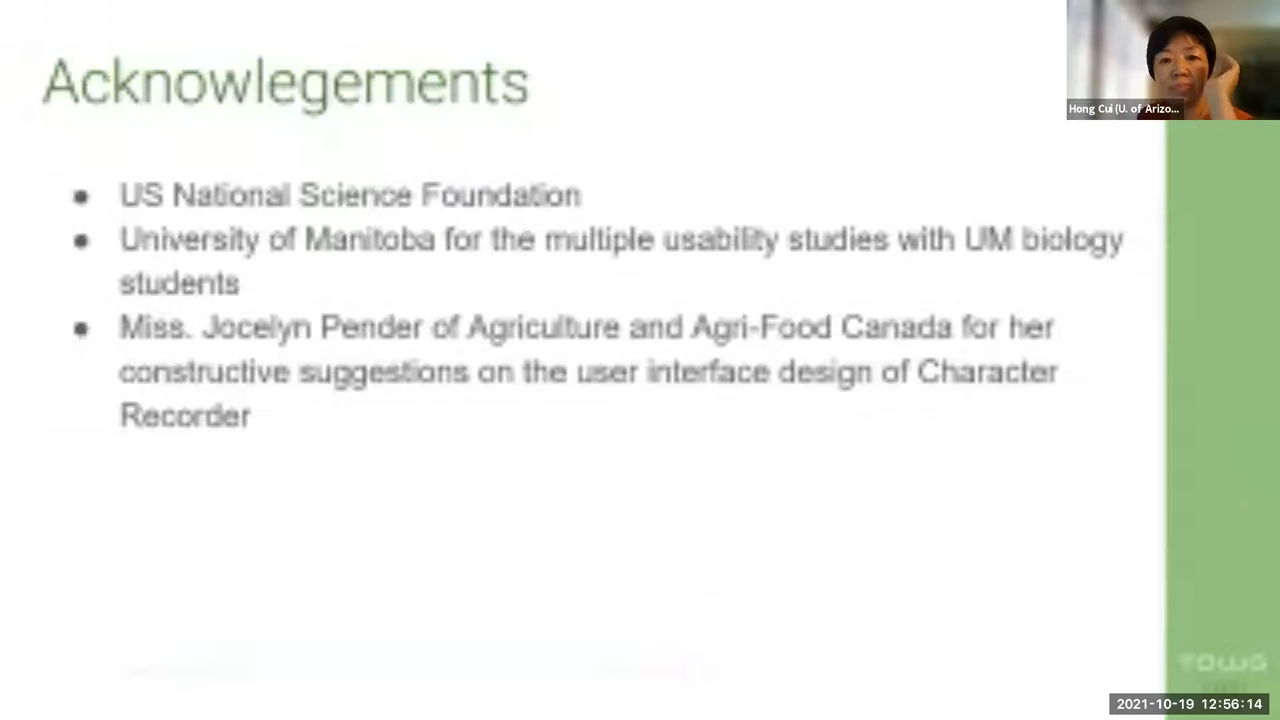 Acknowlegements
Hong Cui (U. of Arizo...
● US National Science Foundation
● University of Manitoba for the multiple usability studies with UM biology
students
● Miss. Jocelyn Pender of Agriculture and Agri-Food Canada for her
constructive suggestions on the user interface design of Character
Recorder
TDWG
2021-10-19 12:56:14